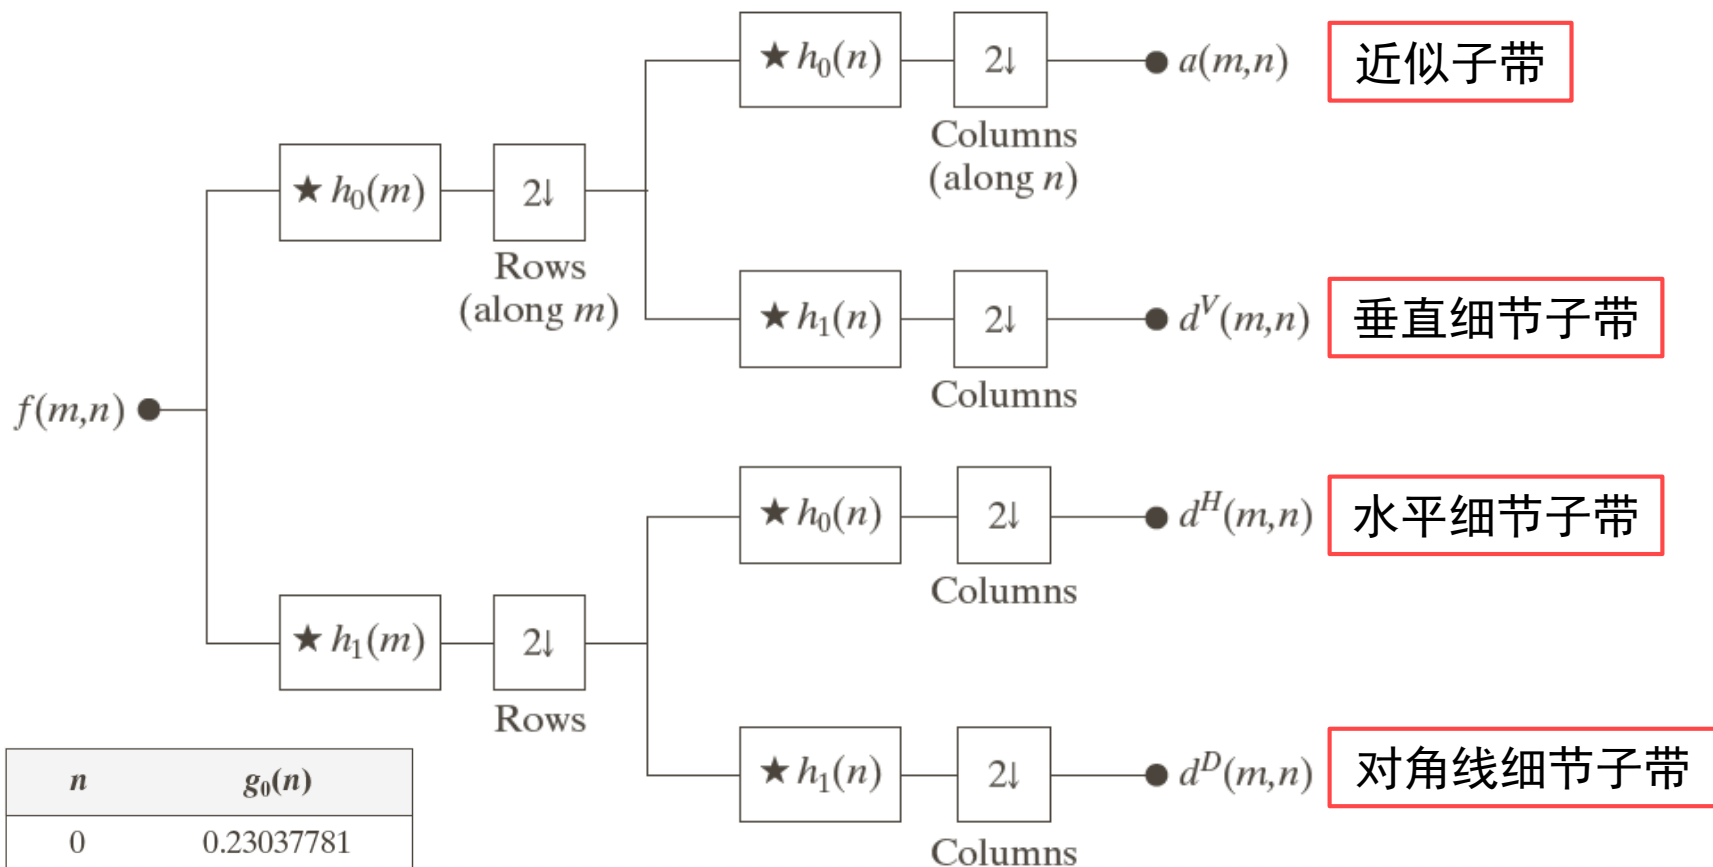 ★ h₀(n)
2↓
a(m,n)
近似子带
Columns
(along n)
★ h₀(m)
2↓
Rows
(along m)
★ h₁(n)
2↓
dⱽ(m,n)
垂直细节子带
Columns
f(m,n)
★ h₀(n)
2↓
dᴴ(m,n)
水平细节子带
Columns
★ h₁(m)
2↓
Rows
★ h₁(n)
2↓
dᴰ(m,n)
对角线细节子带
Columns
n g₀(n)
0 0.23037781